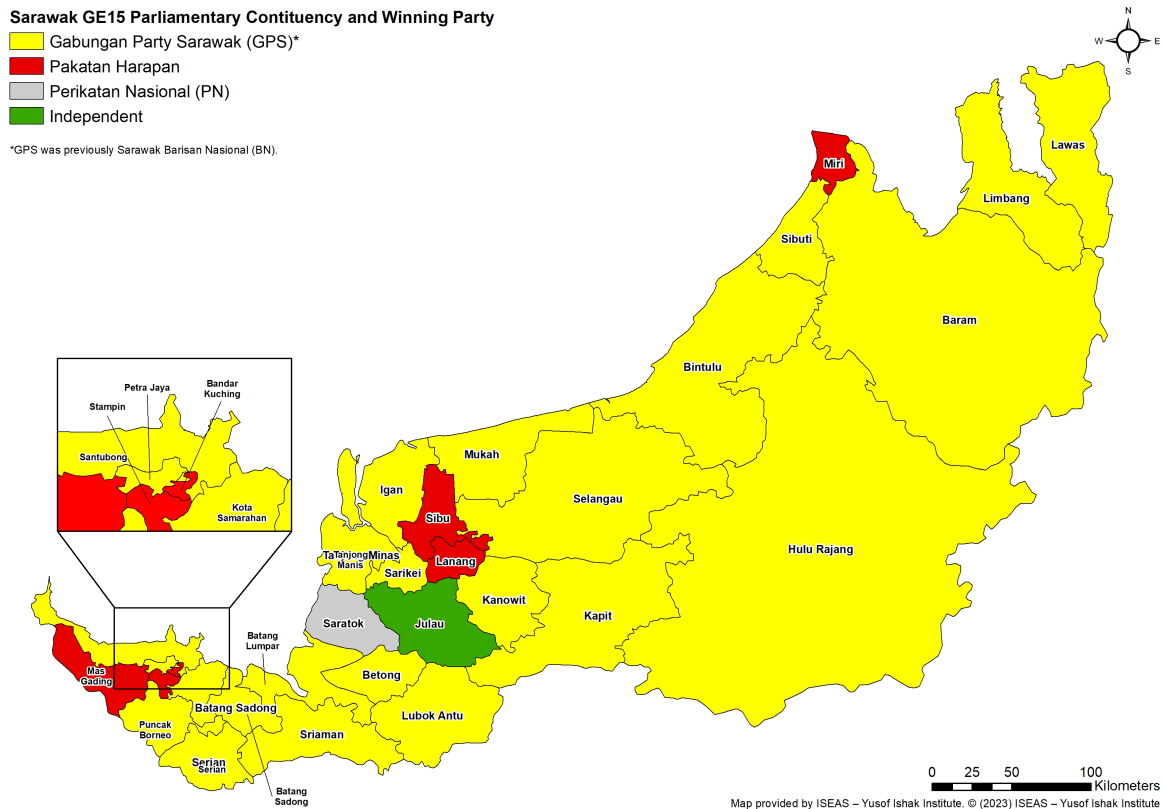 Sarawak GE15 Parliamentary Contituency and Winning Party
Gabungan Party Sarawak (GPS)*
Pakatan Harapan
Perikatan Nasional (PN)
Independent
*GPS was previously Sarawak Barisan Nasional (BN).
N
W
E
S
Lawas
Miri
Limbang
Sibuti
Baram
Bintulu
Petra Jaya
Bandar
Kuching
Stampin
Santubong
Kota
Samarahan
Mukah
Igan
Selangau
Sibu
Hulu Rajang
Tanjong
Manis
Minas
Lanang
Sarikei
Kanowit
Kapit
Saratok
Julau
Batang
Lumpar
Mas
Gading
Betong
Batang Sadong
Lubok Antu
Puncak
Borneo
Sriaman
Serian
Serian
Batang
Sadong
0 25 50 100
Kilometers
Map provided by ISEAS – Yusof Ishak Institute. © (2023) ISEAS – Yusof Ishak Institute